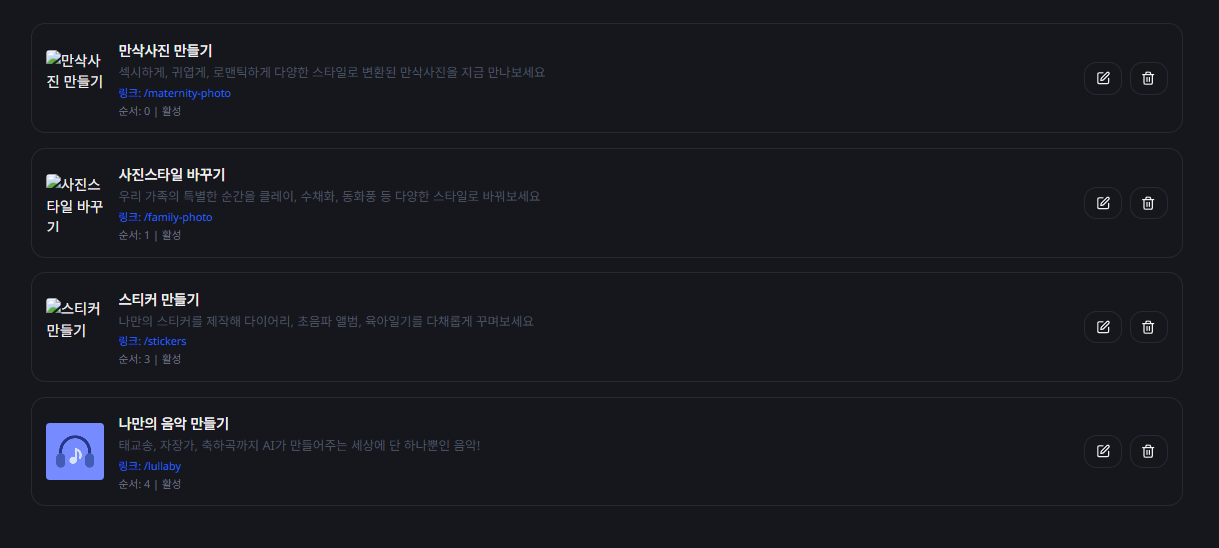 만삭사
진 만들기
만삭사진 만들기
섹시하게, 귀엽게, 로맨틱하게 다양한 스타일로 변환된 만삭사진을 지금 만나보세요
링크: /maternity-photo
순서: 0 | 활성
사진스
타일 바꾸
기
사진스타일 바꾸기
우리 가족의 특별한 순간을 클레이, 수채화, 동화풍 등 다양한 스타일로 바꿔보세요
링크: /family-photo
순서: 1 | 활성
스티커
만들기
스티커 만들기
나만의 스티커를 제작해 다이어리, 초음파 앨범, 육아일기를 다채롭게 꾸며보세요
링크: /stickers
순서: 3 | 활성
나만의 음악 만들기
태교송, 자장가, 축하곡까지 AI가 만들어주는 세상에 단 하나뿐인 음악!
링크: /lullaby
순서: 4 | 활성